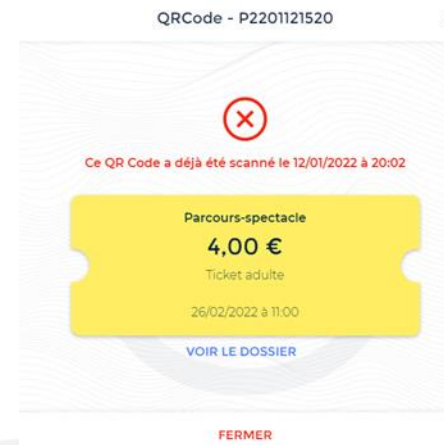 QRCode - P2201121520
Ce QR Code a déjà été scanné le 12/01/2022 à 20:02
Parcours-spectacle
4,00 €
Ticket adulte
26/02/2022 à 11:00
VOIR LE DOSSIER
FERMER